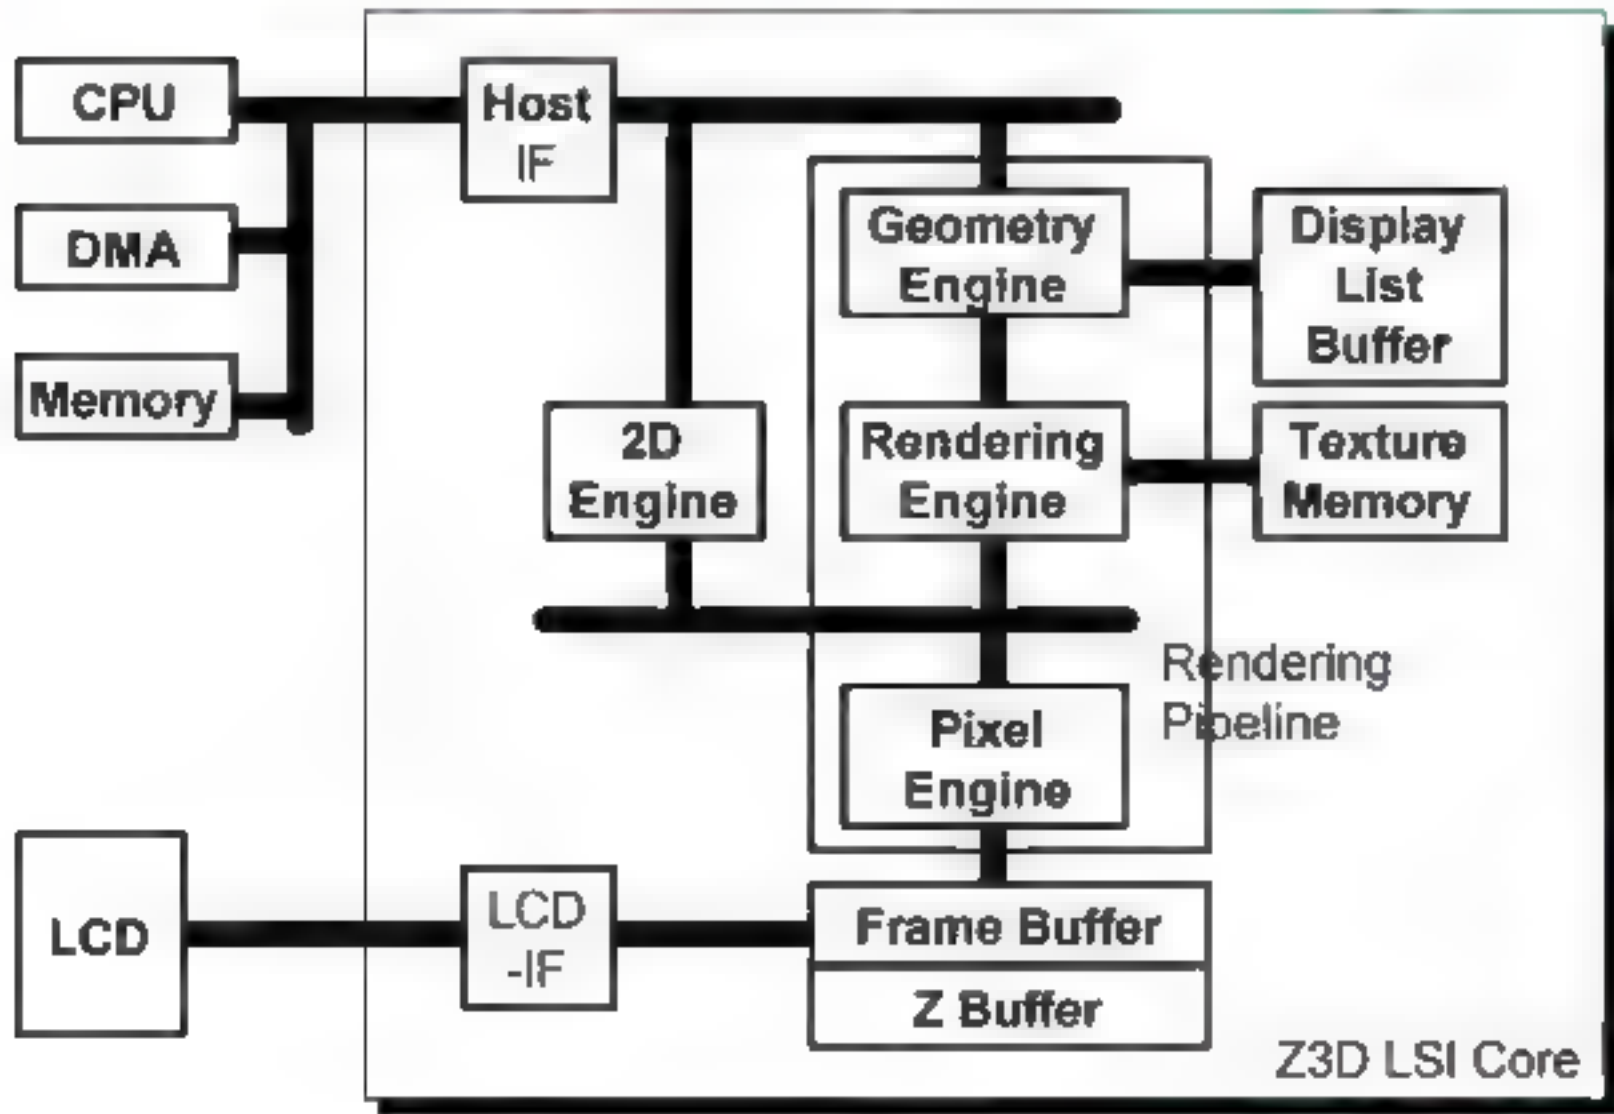 CPU
Host
IF
DMA
Geometry
Engine
Display
List
Buffer
Memory
2D
Engine
Rendering
Engine
Texture
Memory
Rendering
Pipeline
Pixel
Engine
LCD
LCD
-IF
Frame Buffer
Z Buffer
Z3D LSI Core